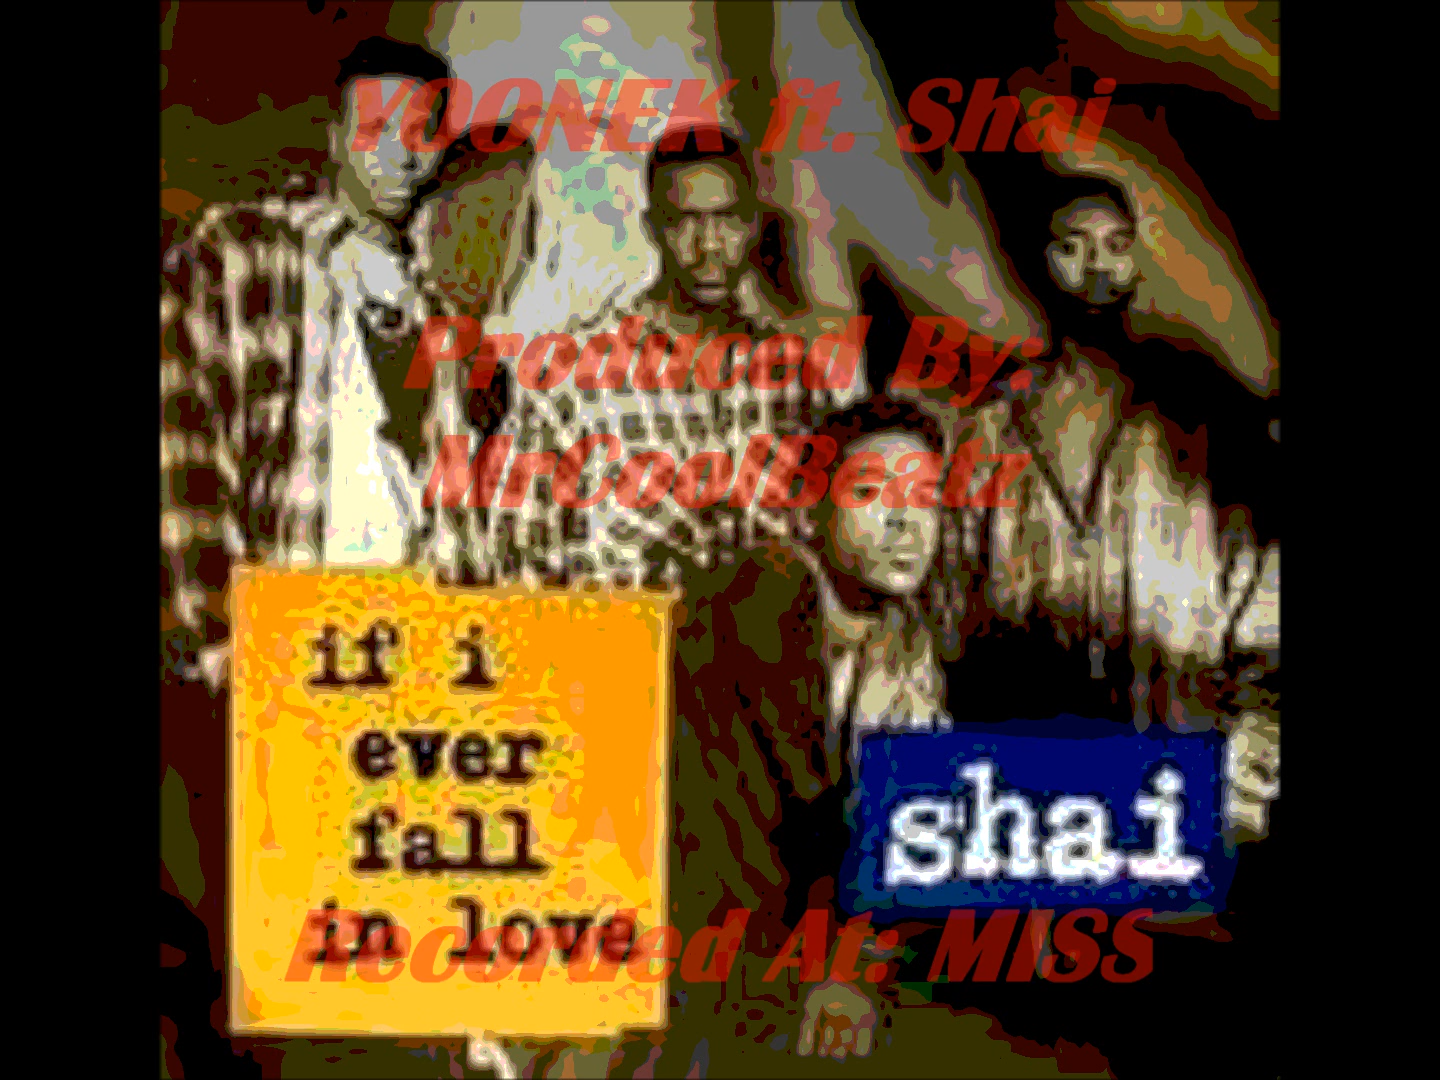 YOONEK ft. Shai
Produced By:
MrCoolBeatz
if i
ever
fall
in love
shai
Recorded At: MISS